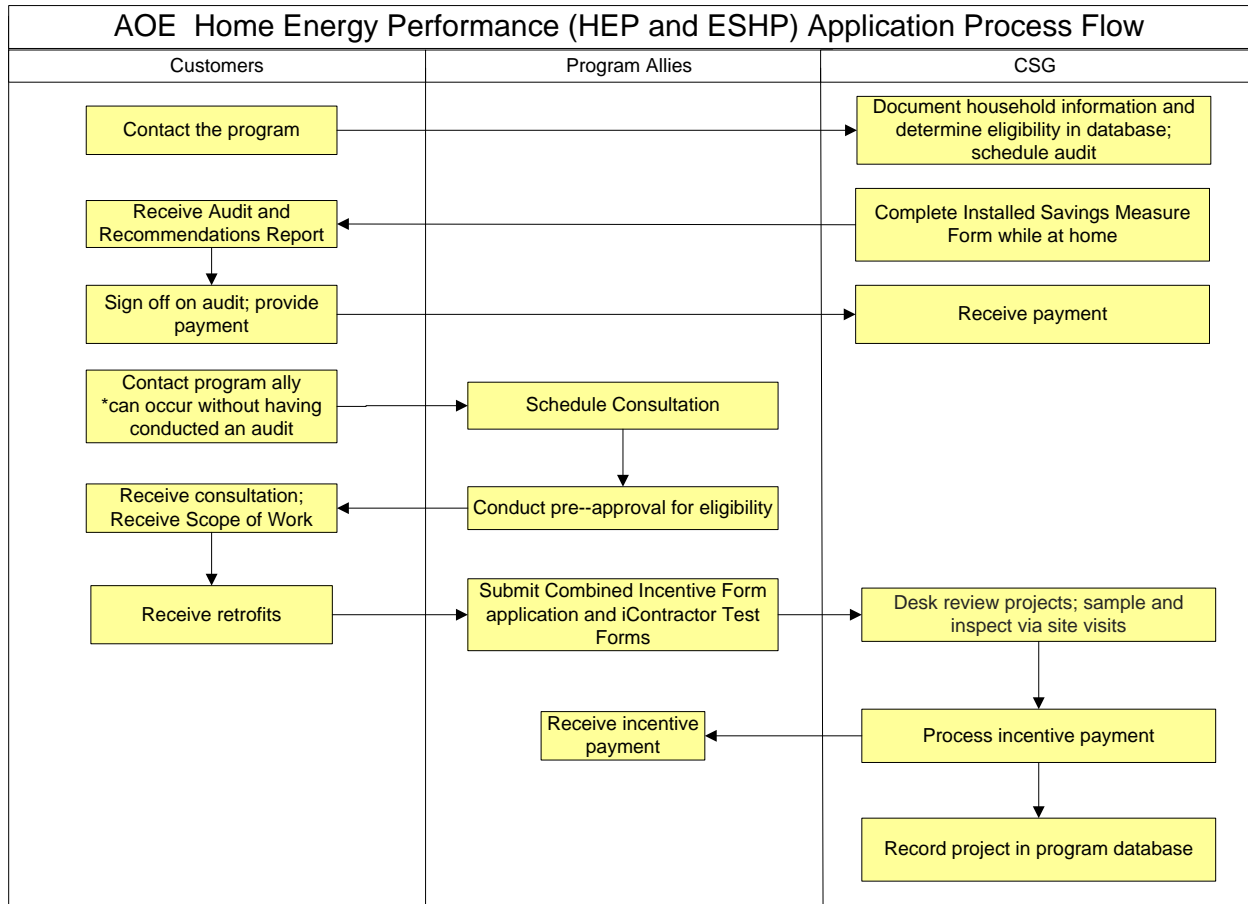 AOE  Home Energy Performance (HEP and ESHP) Application Process Flow
Customers
Program Allies
CSG
Contact the program
Document household information and
determine eligibility in database;
schedule audit
Receive Audit and
Recommendations Report
Complete Installed Savings Measure
Form while at home
Sign off on audit; provide
payment
Receive payment
Contact program ally
*can occur without having
conducted an audit
Schedule Consultation
Receive consultation;
Receive Scope of Work
Conduct pre--approval for eligibility
Receive retrofits
Submit Combined Incentive Form
application and iContractor Test
Forms
Desk review projects; sample and
inspect via site visits
Receive incentive
payment
Process incentive payment
Record project in program database